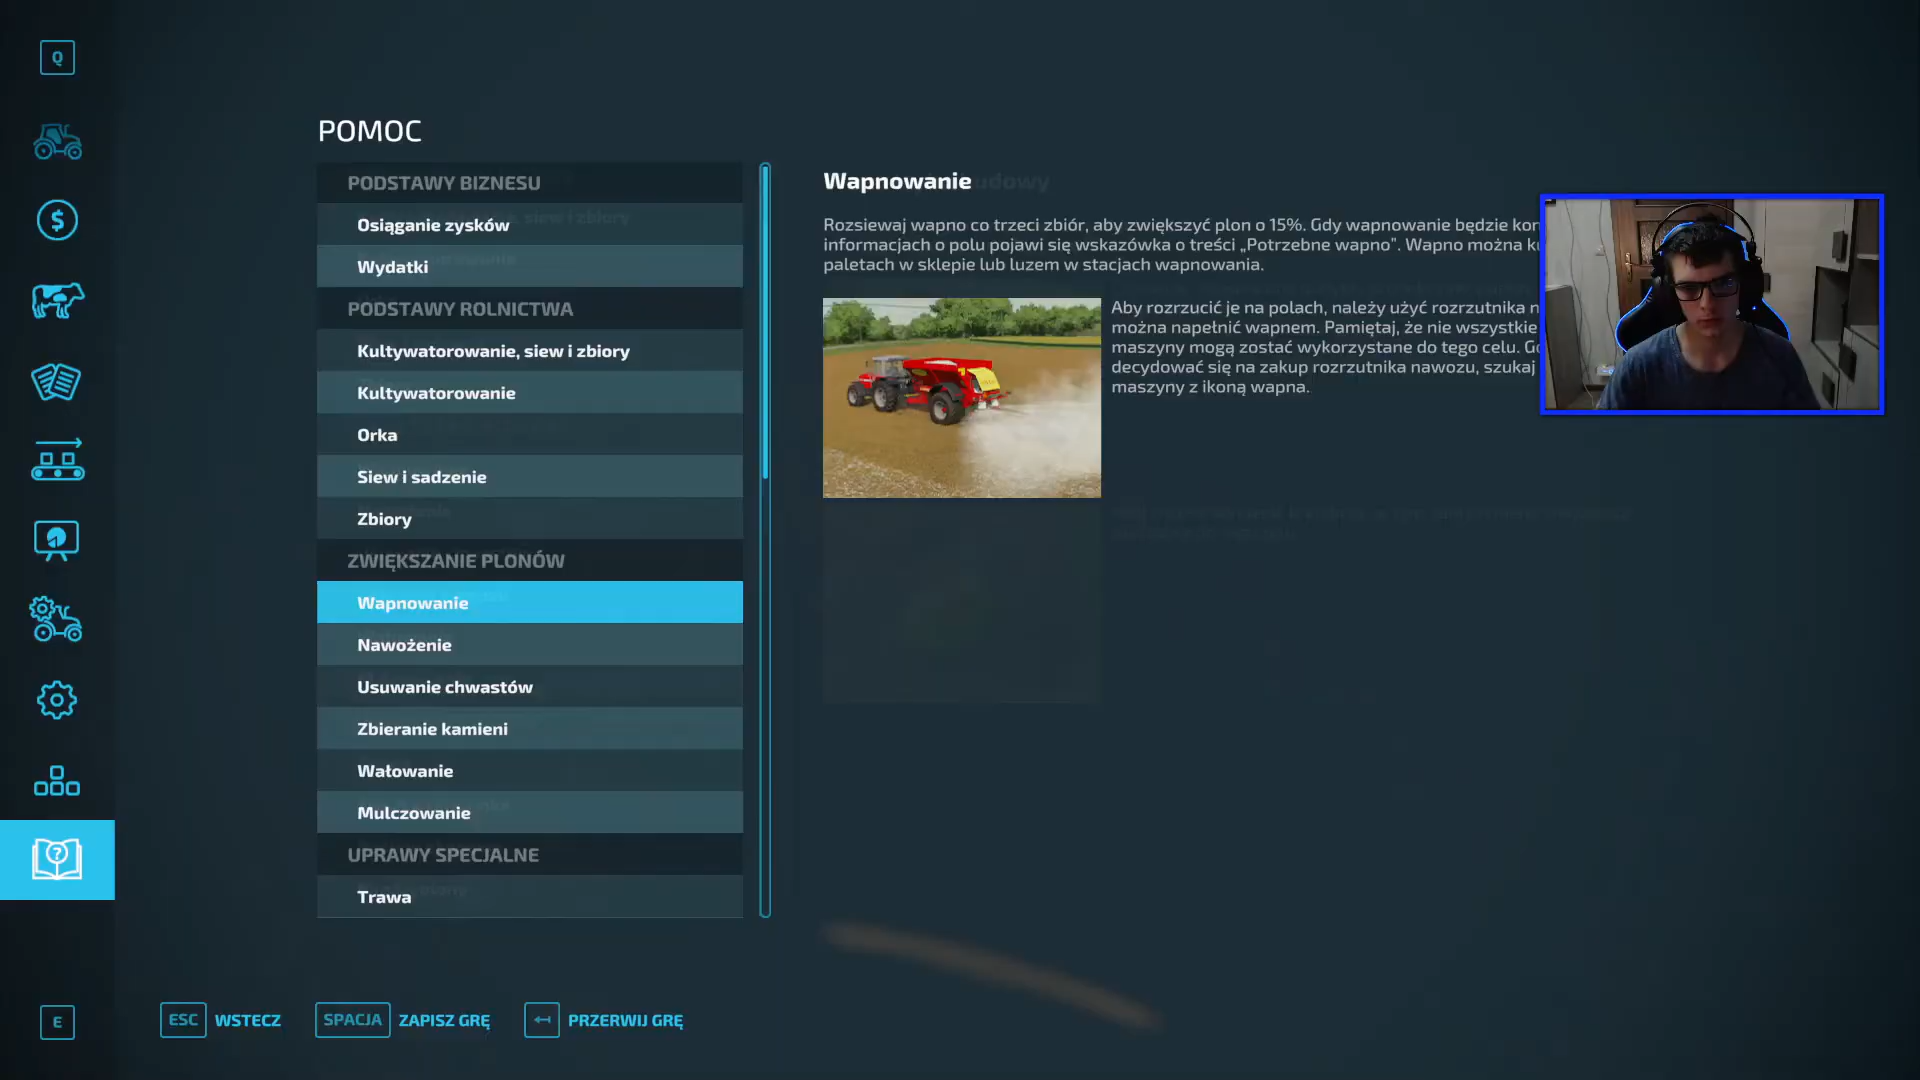 Q
POMOC
PODSTAWY BIZNESU
Osiąganie zysków
Wydatki
PODSTAWY ROLNICTWA
Kultywatorowanie, siew i zbiory
Kultywatorowanie
Orka
Siew i sadzenie
Zbiory
ZWIĘKSZANIE PLONÓW
Wapnowanie
Nawożenie
Usuwanie chwastów
Zbieranie kamieni
Wałowanie
Mulczowanie
UPRAWY SPECJALNE
Trawa
Wapnowanie
Rozsiewaj wapno co trzeci zbiór, aby zwiększyć plon o 15%. Gdy wapnowanie będzie
informacjach o polu pojawi się wskazówka o treści „Potrzebne wapno”. Wapno można
paletach w sklepie lub luzem w stacjach wapnowania.
Aby rozrzucić je na polach, należy użyć rozrzutnika
można napełnić wapnem. Pamiętaj, że nie wszystkie
maszyny mogą zostać wykorzystane do tego celu.
decydować się na zakup rozrzutnika nawozu, szukaj
maszyny z ikoną wapna.
E
ESC WSTECZ SPACJA ZAPISZ GRĘ PRZERWIJ GRĘ